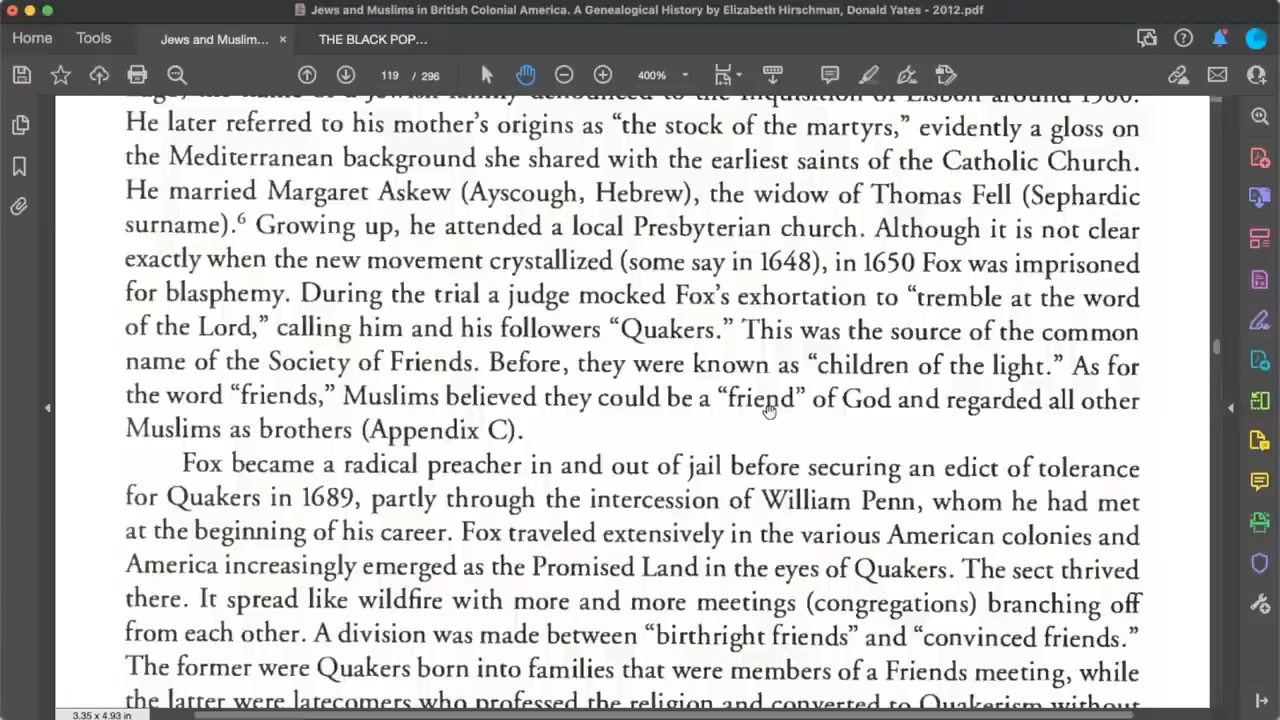 Jews and Muslims in British Colonial America. A Genealogical History by Elizabeth Hirschman, Donald Yates - 2012.pdf
Home Tools Jews and Muslim... × THE BLACK POP...
119 / 296 400%
He later referred to his mother's origins as “the stock of the martyrs,” evidently a gloss on
the Mediterranean background she shared with the earliest saints of the Catholic Church.
He married Margaret Askew (Ayscough, Hebrew), the widow of Thomas Fell (Sephardic
surname).6 Growing up, he attended a local Presbyterian church. Although it is not clear
exactly when the new movement crystallized (some say in 1648), in 1650 Fox was imprisoned
for blasphemy. During the trial a judge mocked Fox's exhortation to “tremble at the word
of the Lord,” calling him and his followers “Quakers.” This was the source of the common
name of the Society of Friends. Before, they were known as “children of the light.” As for
the word “friends,” Muslims believed they could be a “friend” of God and regarded all other
Muslims as brothers (Appendix C).
Fox became a radical preacher in and out of jail before securing an edict of tolerance
for Quakers in 1689, partly through the intercession of William Penn, whom he had met
at the beginning of his career. Fox traveled extensively in the various American colonies and
America increasingly emerged as the Promised Land in the eyes of Quakers. The sect thrived
there. It spread like wildfire with more and more meetings (congregations) branching off
from each other. A division was made between “birthright friends” and “convinced friends.”
The former were Quakers born into families that were members of a Friends meeting, while
the latter were latecomers who professed the religion and converted to Quakerism without
3.35 x 4.93 in